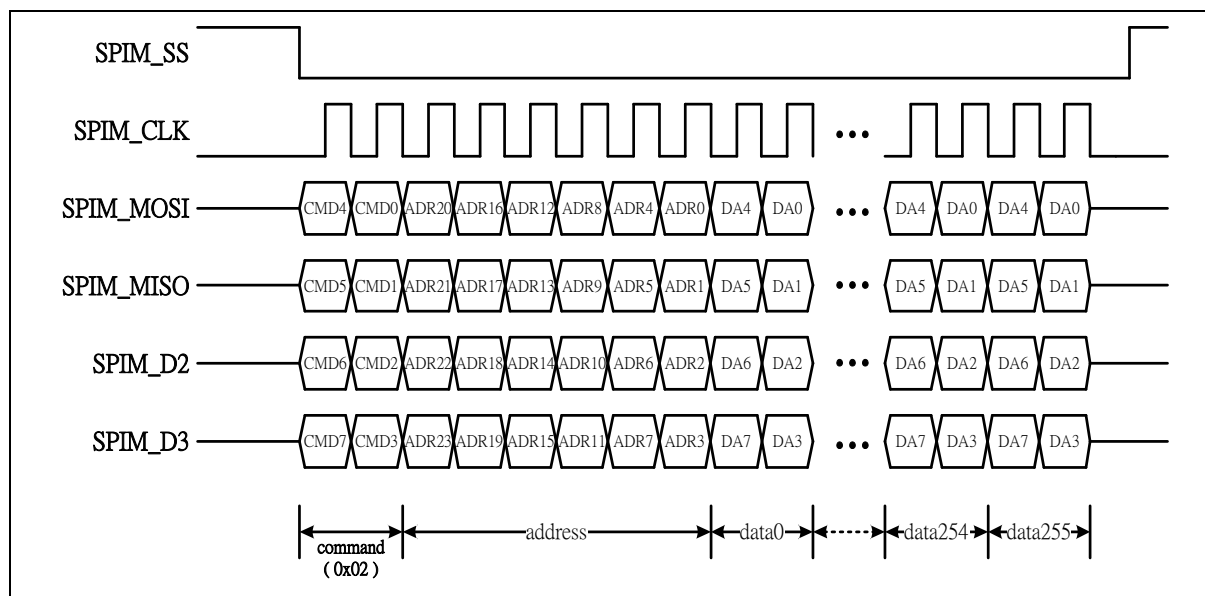 SPIM_SS
SPIM_CLK
SPIM_MOSI CMD4 CMD0 ADR20 ADR16 ADR12 ADR8 ADR4 ADR0 DA4 DA0 DA4 DA0 DA4 DA0
SPIM_MISO CMD5 CMD1 ADR21 ADR17 ADR13 ADR9 ADR5 ADR1 DA5 DA1 DA5 DA1 DA5 DA1
SPIM_D2 CMD6 CMD2 ADR22 ADR18 ADR14 ADR10 ADR6 ADR2 DA6 DA2 DA6 DA2 DA6 DA2
SPIM_D3 CMD7 CMD3 ADR23 ADR19 ADR15 ADR11 ADR7 ADR3 DA7 DA3 DA7 DA3 DA7 DA3
address data0 data254 data255
command
( 0x02 )